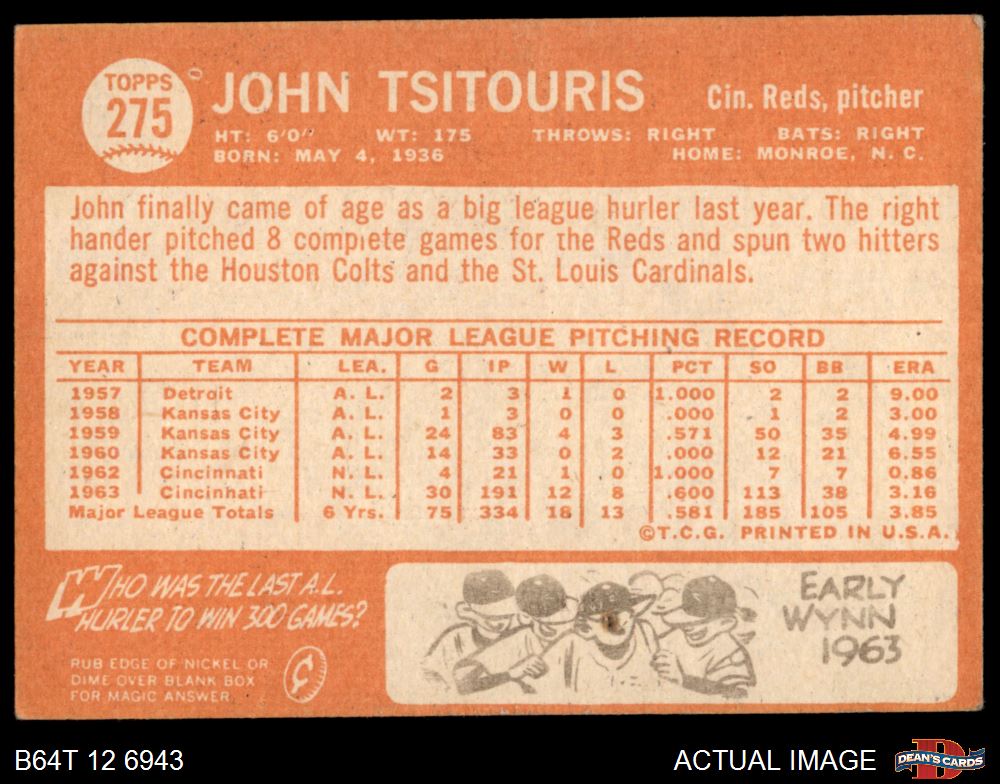 TOPPS
275
JOHN TSITOURIS
Cin. Reds, pitcher
HT: 6'0" WT: 175 THROWS: RIGHT BATS: RIGHT
BORN: MAY 4, 1936 HOME: MONROE, N. C.
John finally came of age as a big league hurler last year. The right
hander pitched 8 complete games for the Reds and spun two hitters
against the Houston Colts and the St. Louis Cardinals.
COMPLETE MAJOR LEAGUE PITCHING RECORD
YEAR TEAM LEA. G IP W L PCT SO BB ERA
1957 Detroit A. L. 2 3 1 0 1.000 2 2 9.00
1958 Kansas City A. L. 1 3 0 0 .000 1 2 3.00
1959 Kansas City A. L. 24 83 4 3 .571 50 35 4.99
1960 Kansas City A. L. 14 33 0 2 .000 12 21 6.55
1962 Cincinnati N. L. 4 21 1 0 1.000 7 7 0.86
1963 Cincinnati N. L. 30 191 12 8 .600 113 38 3.16
Major League Totals 6 Yrs. 75 334 18 13 .581 185 105 3.85
©T.C.G. PRINTED IN U.S.A.
WHO WAS THE LAST A.L.
HURLER TO WIN 300 GAMES?
RUB EDGE OF NICKEL OR
DIME OVER BLANK BOX
FOR MAGIC ANSWER
¢
EARLY
WYNN
1963
B64T 12 6943
ACTUAL IMAGE
DEAN'S CARDS